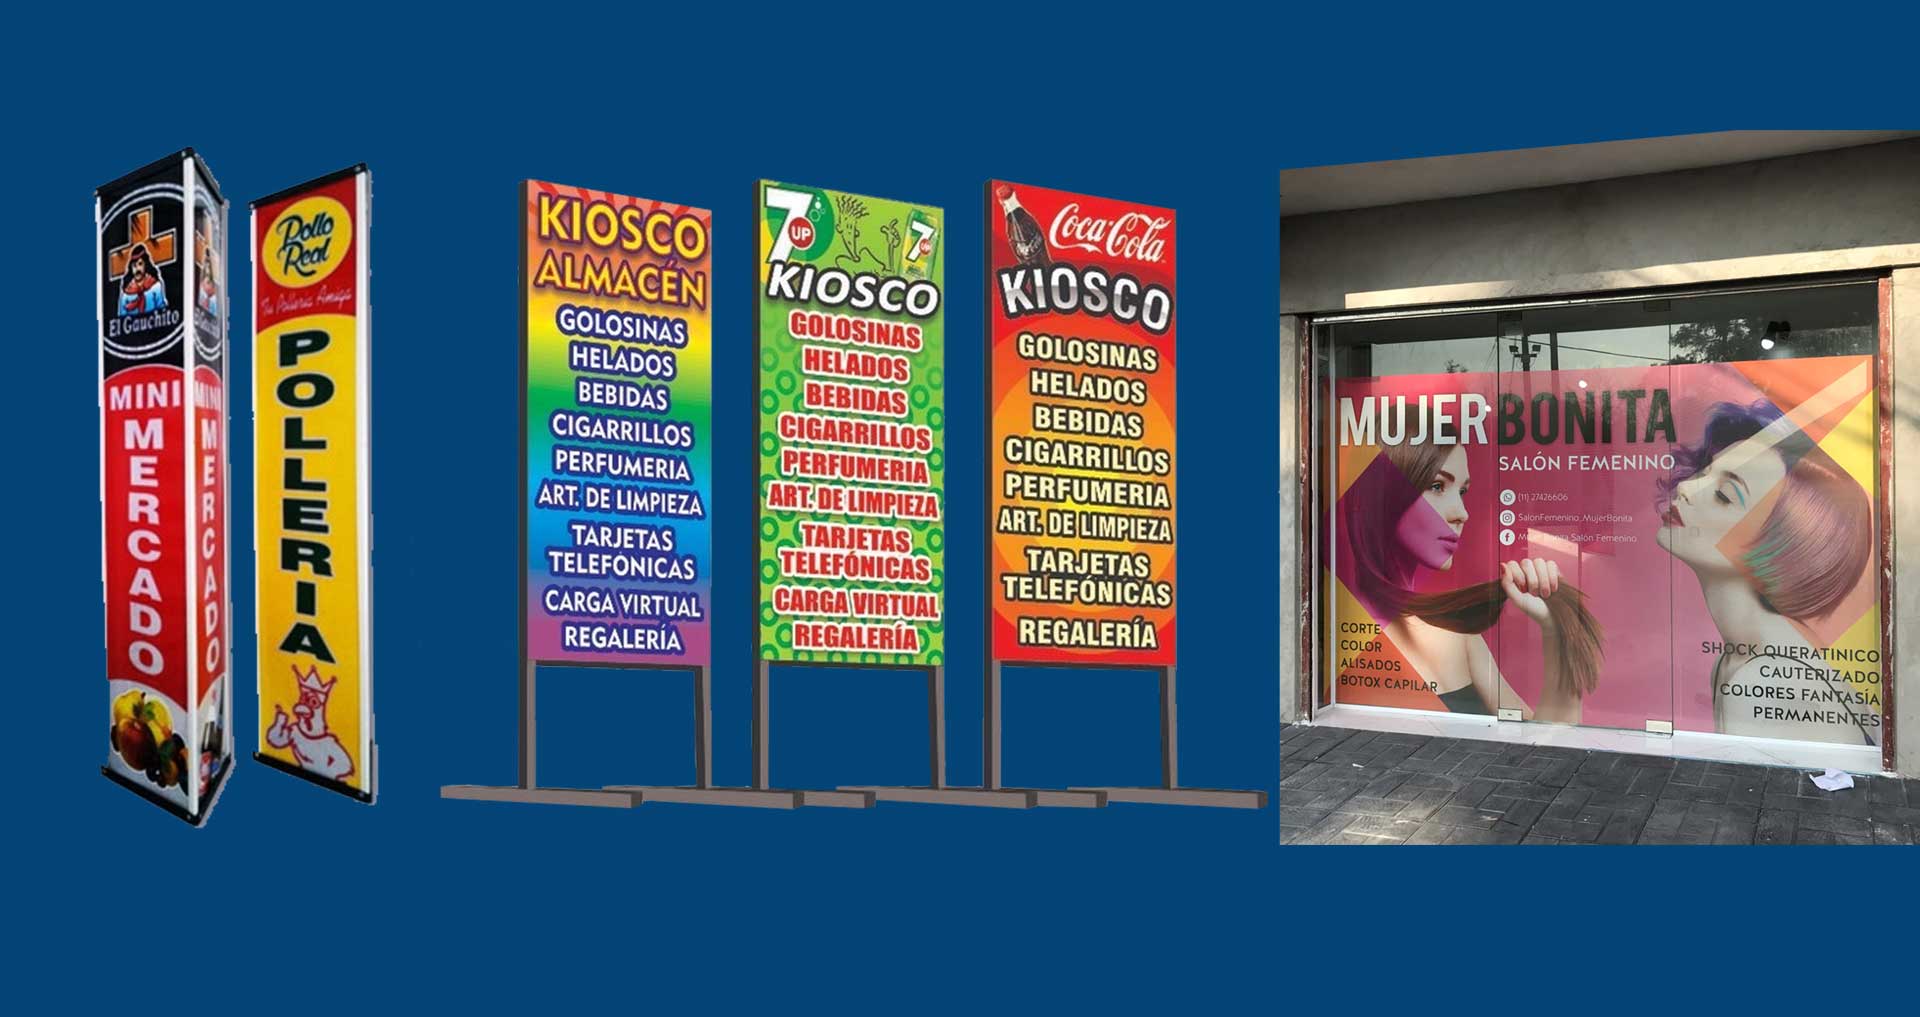 El Gauchito
MINI
MERCADO
MINI
MERCADO
Pollo
Real
Tu Pollería Amiga
POLLERIA
KIOSCO
ALMACÉN
GOLOSINAS
HELADOS
BEBIDAS
CIGARRILLOS
PERFUMERIA
ART. DE LIMPIEZA
TARJETAS
TELEFÓNICAS
CARGA VIRTUAL
REGALERÍA
7UP
7UP
KIOSCO
GOLOSINAS
HELADOS
BEBIDAS
CIGARRILLOS
PERFUMERIA
ART. DE LIMPIEZA
TARJETAS
TELEFÓNICAS
CARGA VIRTUAL
REGALERÍA
Coca-Cola
KIOSCO
GOLOSINAS
HELADOS
BEBIDAS
CIGARRILLOS
PERFUMERIA
ART. DE LIMPIEZA
TARJETAS
TELEFÓNICAS
REGALERÍA
MUJER BONITA
SALÓN FEMENINO
(11) 27426606
SalonFemenino_MujerBonita
Mujer Bonita Salón Femenino
CORTE
COLOR
ALISADOS
BOTOX CAPILAR
SHOCK QUERATINICO
CAUTERIZADO
COLORES FANTASÍA
PERMANENTES